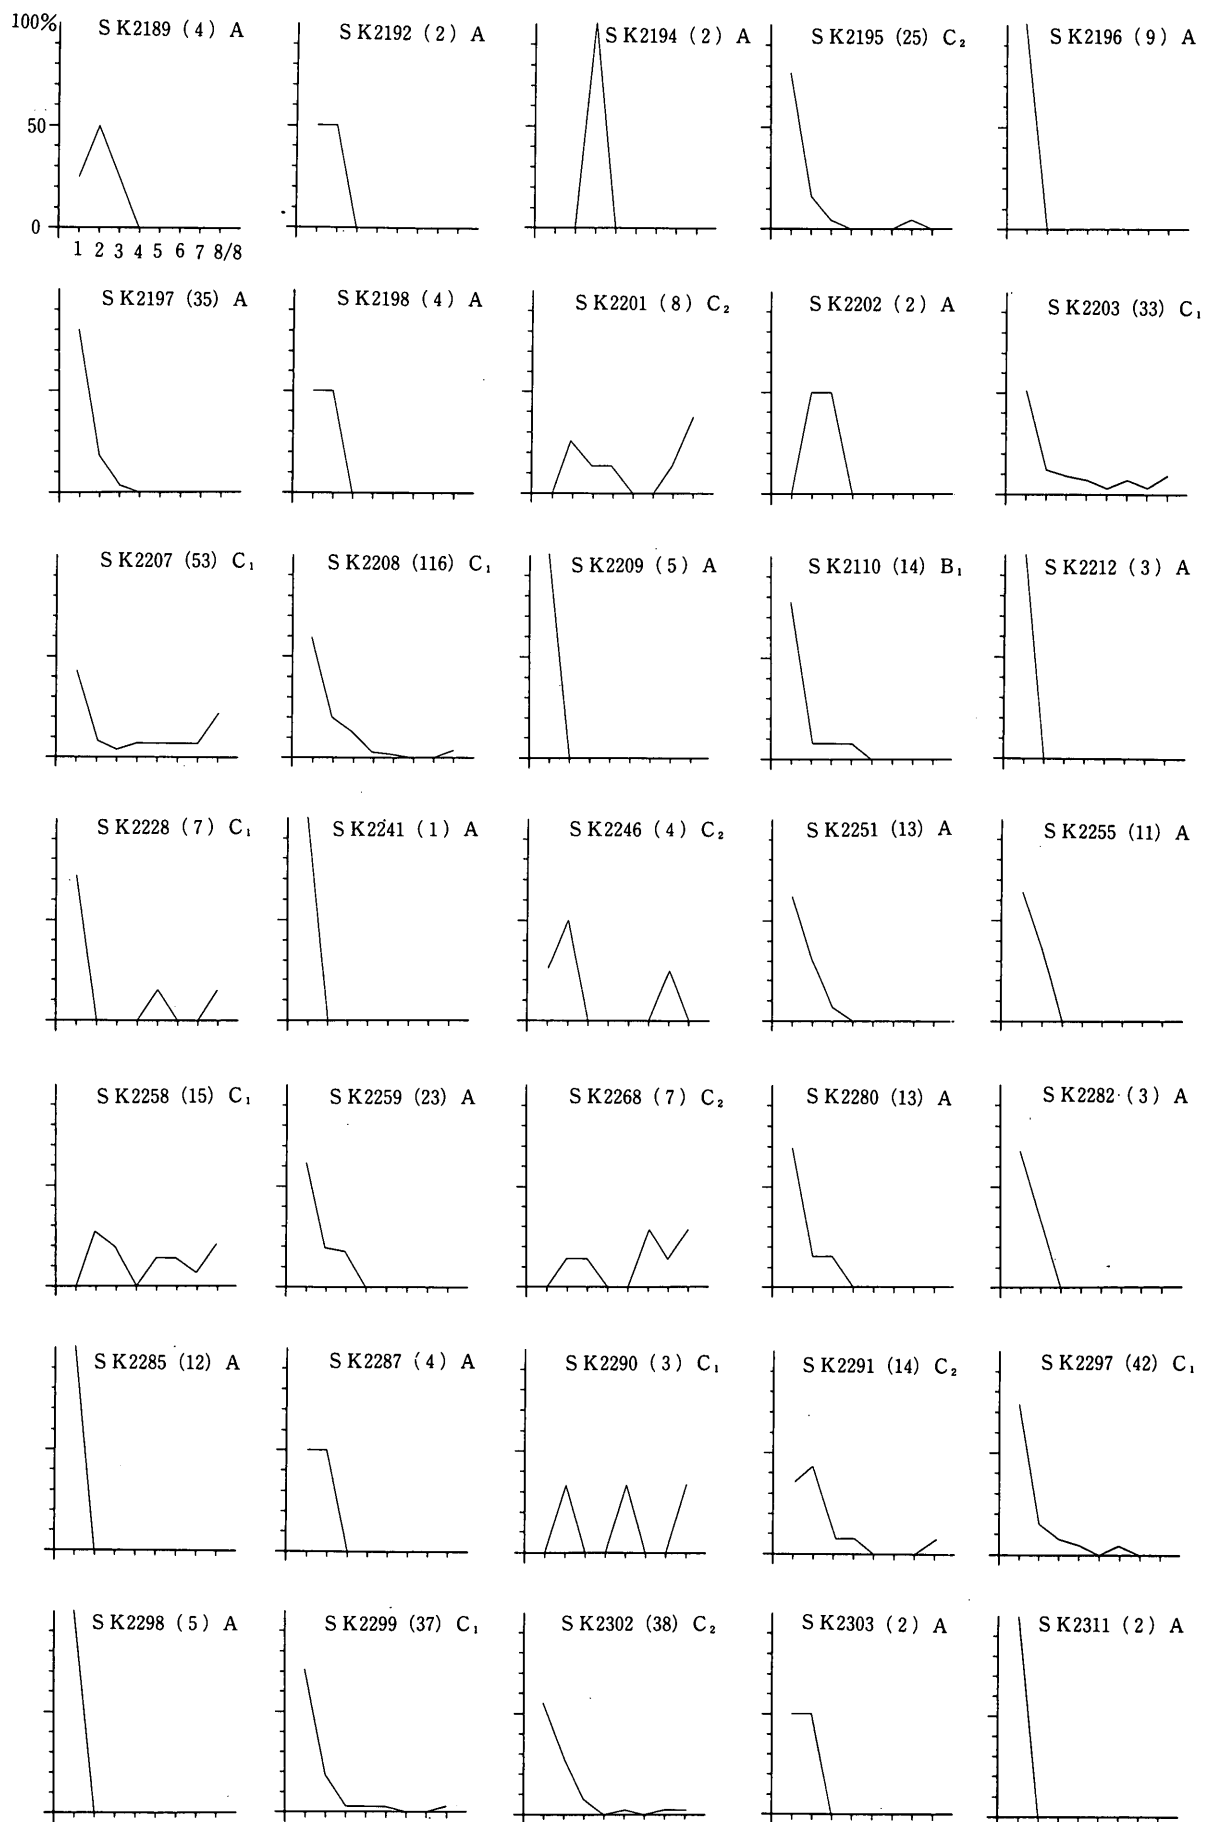 100%
SK2189 (4) A
SK2192 (2) A
SK2194 (2) A
SK2195 (25) C₂
SK2196 (9) A
50
0
1 2 3 4 5 6 7 8/8
SK2197 (35) A
SK2198 (4) A
SK2201 (8) C₂
SK2202 (2) A
SK2203 (33) C₁
SK2207 (53) C₁
SK2208 (116) C₁
SK2209 (5) A
SK2110 (14) B₁
SK2212 (3) A
SK2228 (7) C₁
SK2241 (1) A
SK2246 (4) C₂
SK2251 (13) A
SK2255 (11) A
SK2258 (15) C₁
SK2259 (23) A
SK2268 (7) C₂
SK2280 (13) A
SK2282 (3) A
SK2285 (12) A
SK2287 (4) A
SK2290 (3) C₁
SK2291 (14) C₂
SK2297 (42) C₁
SK2298 (5) A
SK2299 (37) C₁
SK2302 (38) C₂
SK2303 (2) A
SK2311 (2) A